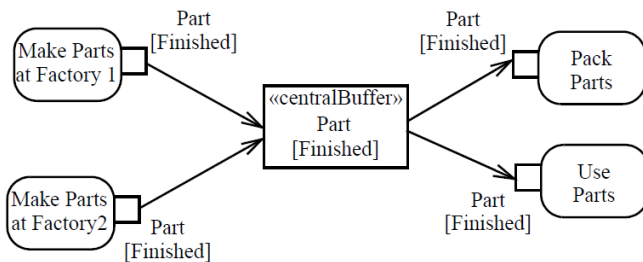 Make Parts
at Factory 1
Part
[Finished]
«centralBuffer»
Part
[Finished]
Part
[Finished]
Pack
Parts
Make Parts
at Factory2
Part
[Finished]
Part
[Finished]
Use
Parts